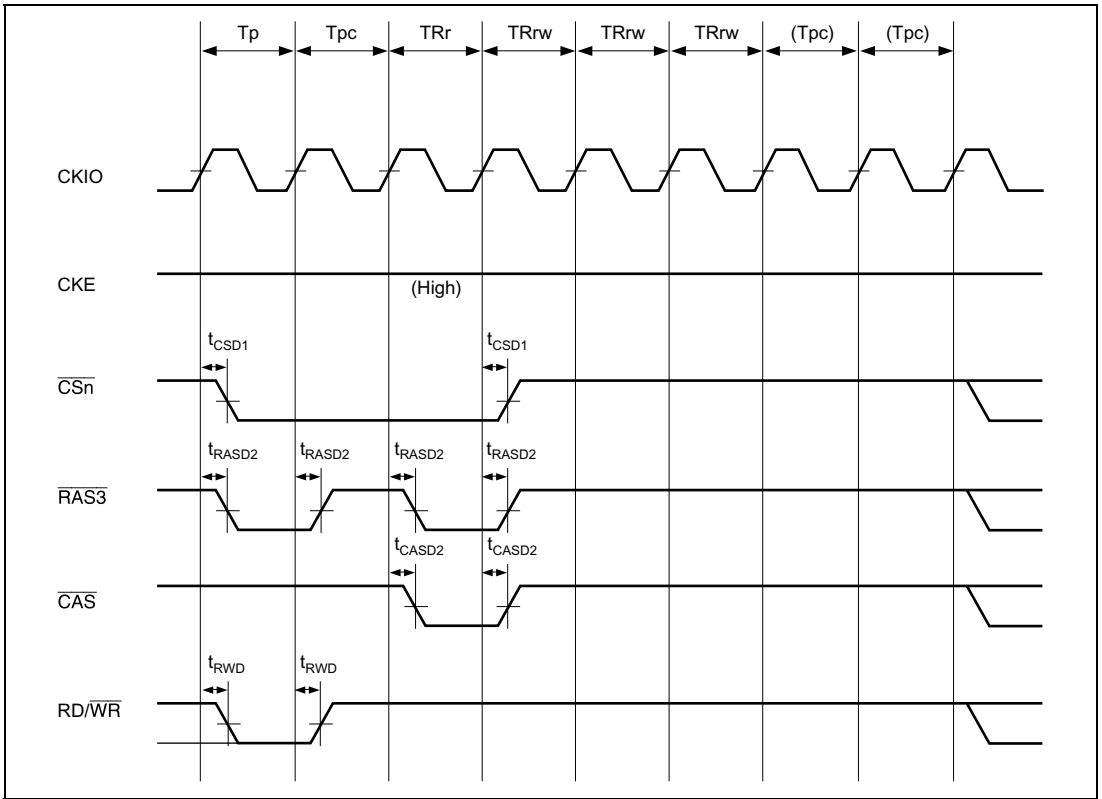 Tp Tpc TRr TRrw TRrw TRrw (Tpc) (Tpc)
CKIO
CKE
(High)
tCSD1 tCSD1
CSn
tRASD2 tRASD2 tRASD2 tRASD2
RAS3
tCASD2 tCASD2
CAS
tRWD tRWD
RD/WR